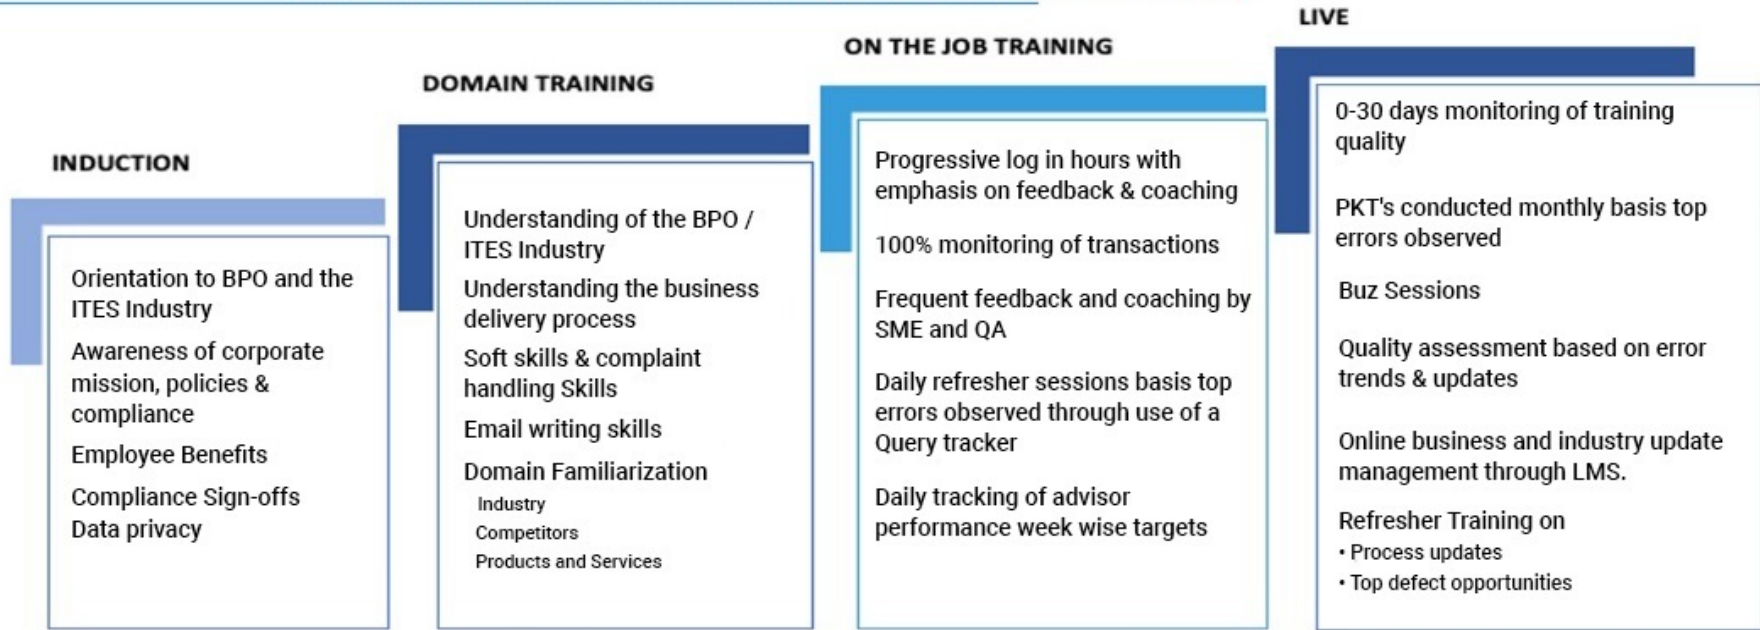 INDUCTION
Orientation to BPO and the
ITES Industry
Awareness of corporate
mission, policies &
compliance
Employee Benefits
Compliance Sign-offs
Data privacy
DOMAIN TRAINING
Understanding of the BPO /
ITES Industry
Understanding the business
delivery process
Soft skills & complaint
handling Skills
Email writing skills
Domain Familiarization
Industry
Competitors
Products and Services
ON THE JOB TRAINING
Progressive log in hours with
emphasis on feedback & coaching
100% monitoring of transactions
Frequent feedback and coaching by
SME and QA
Daily refresher sessions basis top
errors observed through use of a
Query tracker
Daily tracking of advisor
performance week wise targets
LIVE
0-30 days monitoring of training
quality
PKT's conducted monthly basis top
errors observed
Buz Sessions
Quality assessment based on error
trends & updates
Online business and industry update
management through LMS.
Refresher Training on
• Process updates
• Top defect opportunities